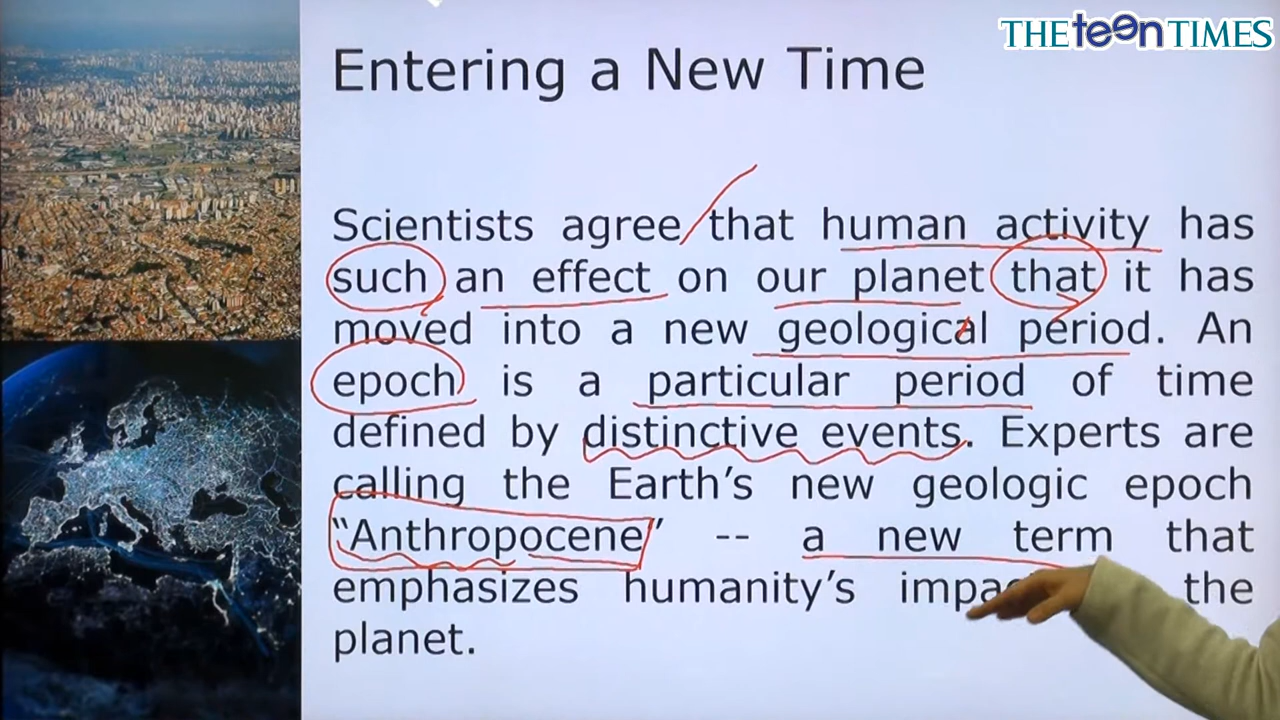 THE teen TIMES
Entering a New Time
Scientists agree that human activity has
such an effect on our planet that it has
moved into a new geological period. An
epoch is a particular period of time
defined by distinctive events. Experts are
calling the Earth's new geologic epoch
“Anthropocene” -- a new term that
emphasizes humanity's the
planet.